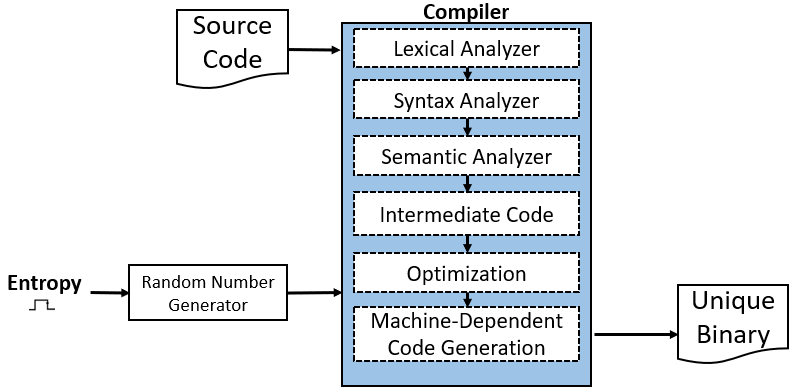 Compiler
Source
Code
Lexical Analyzer
Syntax Analyzer
Semantic Analyzer
Intermediate Code
Optimization
Entropy
Random Number
Generator
Machine-Dependent
Code Generation
Unique
Binary